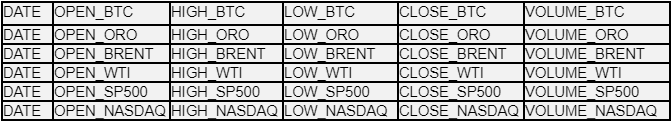 DATE OPEN_BTC HIGH_BTC LOW_BTC CLOSE_BTC VOLUME_BTC
DATE OPEN_ORO HIGH_ORO LOW_ORO CLOSE_ORO VOLUME_ORO
DATE OPEN_BRENT HIGH_BRENT LOW_BRENT CLOSE_BRENT VOLUME_BRENT
DATE OPEN_WTI HIGH_WTI LOW_WTI CLOSE_WTI VOLUME_WTI
DATE OPEN_SP500 HIGH_SP500 LOW_SP500 CLOSE_SP500 VOLUME_SP500
DATE OPEN_NASDAQ HIGH_NASDAQ LOW_NASDAQ CLOSE_NASDAQ VOLUME_NASDAQ